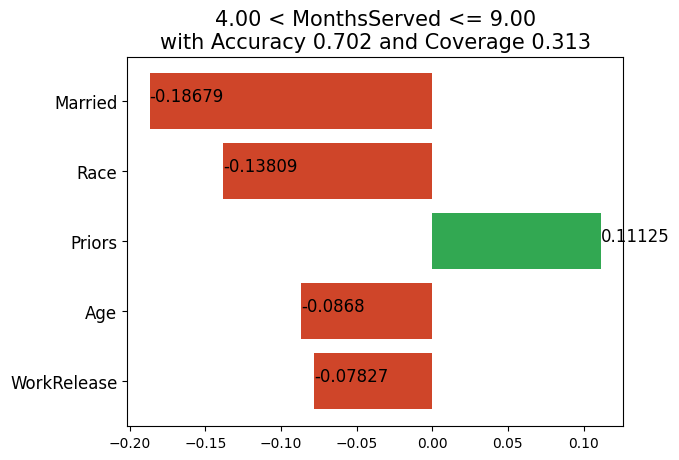 4.00 < MonthsServed <= 9.00
with Accuracy 0.702 and Coverage 0.313
Married
-0.18679
Race
-0.13809
Priors
0.11125
Age
-0.0868
WorkRelease
-0.07827
−0.20 −0.15 −0.10 −0.05 0.00 0.05 0.10